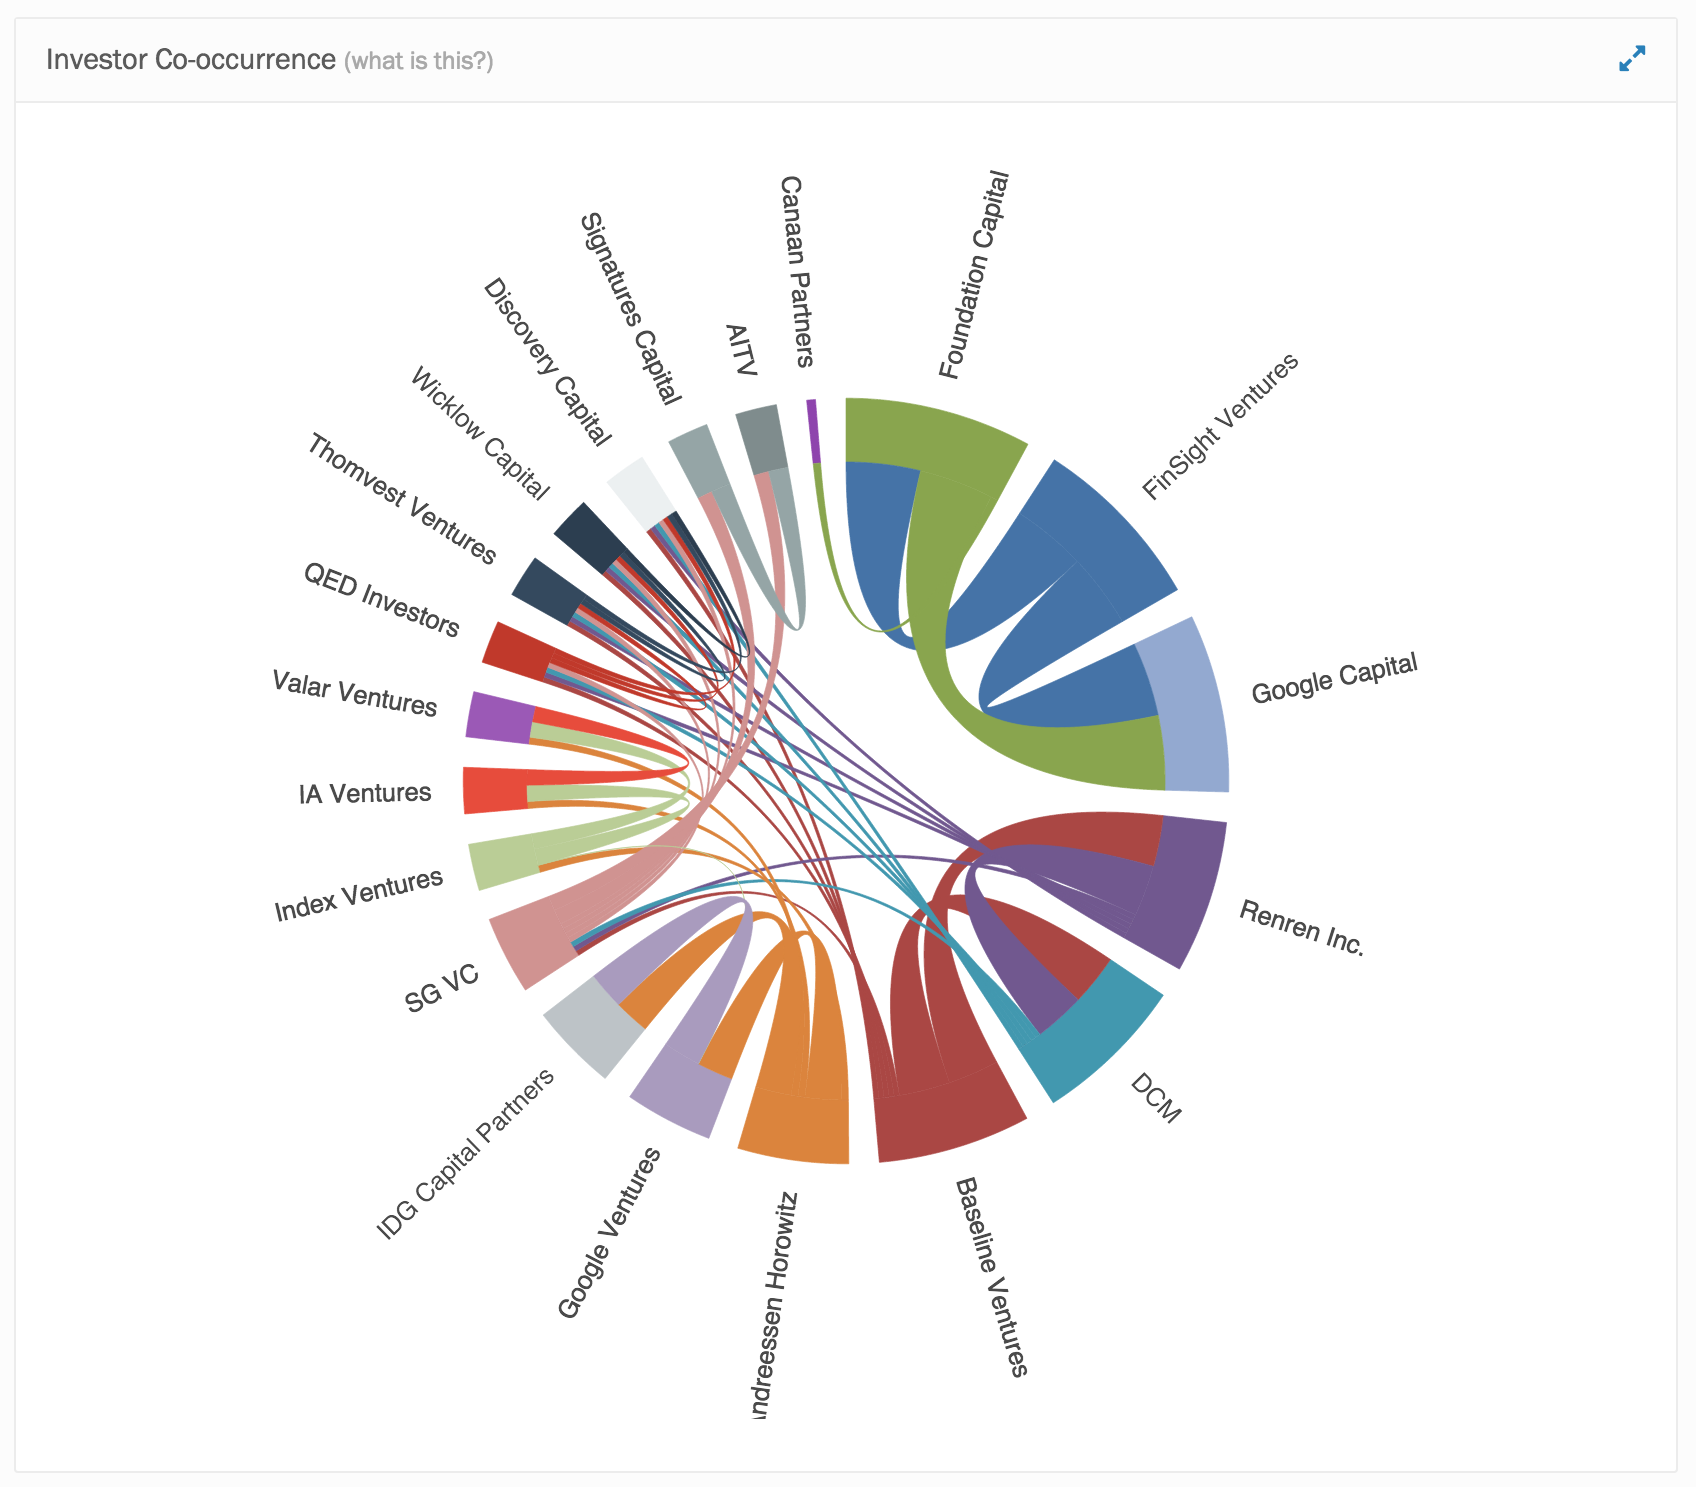 Investor Co-occurrence (what is this?)
Foundation Capital
FinSight Ventures
Google Capital
Renren Inc.
DCM
Baseline Ventures
ndreessen Horowitz
Google Ventures
IDG Capital Partners
SG VC
Index Ventures
IA Ventures
Valar Ventures
QED Investors
Thomvest Ventures
Wicklow Capital
Discovery Capital
Signatures Capital
AITV
Canaan Partners